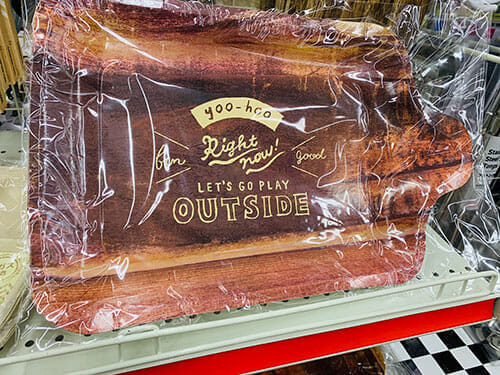 yoo-hoo
Right
fun now! good
LET'S GO PLAY
OUTSIDE